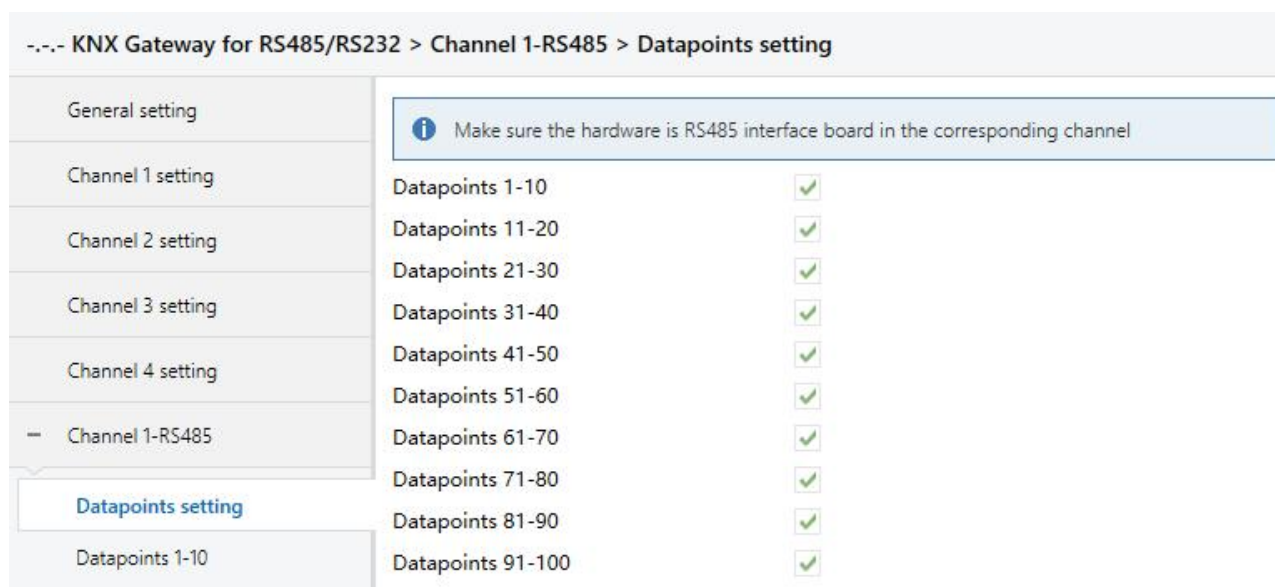 -.-.- KNX Gateway for RS485/RS232 > Channel 1-RS485 > Datapoints setting
General setting
Channel 1 setting
Channel 2 setting
Channel 3 setting
Channel 4 setting
Channel 1-RS485
Datapoints setting
Datapoints 1-10
Make sure the hardware is RS485 interface board in the corresponding channel
Datapoints 1-10
Datapoints 11-20
Datapoints 21-30
Datapoints 31-40
Datapoints 41-50
Datapoints 51-60
Datapoints 61-70
Datapoints 71-80
Datapoints 81-90
Datapoints 91-100